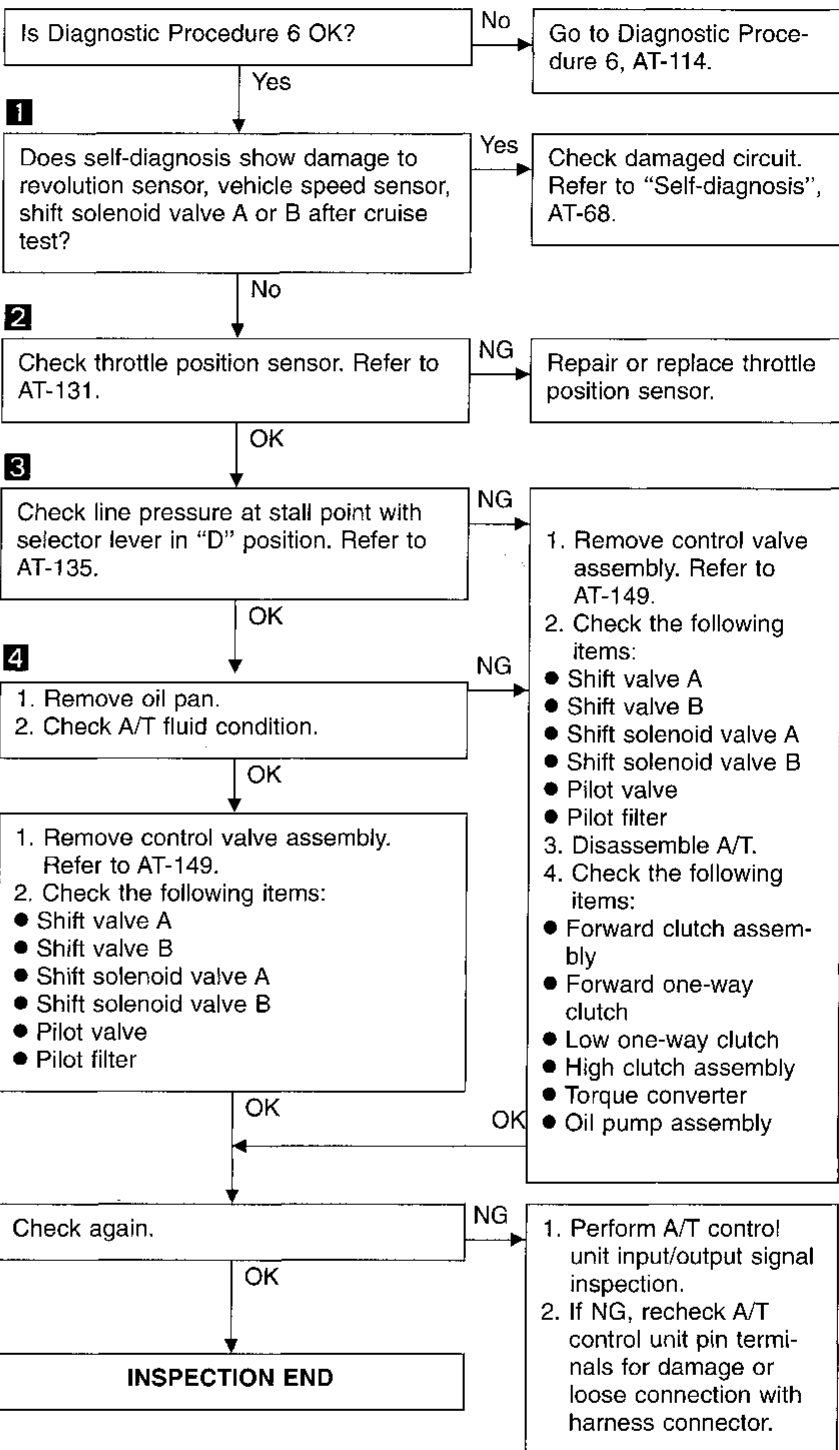 Is Diagnostic Procedure 6 OK?
No
Go to Diagnostic Proce-
dure 6, AT-114.
Yes
1
Does self-diagnosis show damage to
revolution sensor, vehicle speed sensor,
shift solenoid valve A or B after cruise
test?
Yes
Check damaged circuit.
Refer to “Self-diagnosis”,
AT-68.
No
2
Check throttle position sensor. Refer to
AT-131.
NG
Repair or replace throttle
position sensor.
OK
3
Check line pressure at stall point with
selector lever in “D” position. Refer to
AT-135.
NG
OK
4
1. Remove oil pan.
2. Check A/T fluid condition.
NG
1. Remove control valve
assembly. Refer to
AT-149.
2. Check the following
items:
● Shift valve A
● Shift valve B
● Shift solenoid valve A
● Shift solenoid valve B
● Pilot valve
● Pilot filter
3. Disassemble A/T.
4. Check the following
items:
● Forward clutch assem-
bly
● Forward one-way
clutch
● Low one-way clutch
● High clutch assembly
● Torque converter
● Oil pump assembly
OK
1. Remove control valve assembly.
Refer to AT-149.
2. Check the following items:
● Shift valve A
● Shift valve B
● Shift solenoid valve A
● Shift solenoid valve B
● Pilot valve
● Pilot filter
OK
OK
Check again.
NG
1. Perform A/T control
unit input/output signal
inspection.
2. If NG, recheck A/T
control unit pin termi-
nals for damage or
loose connection with
harness connector.
OK
INSPECTION END